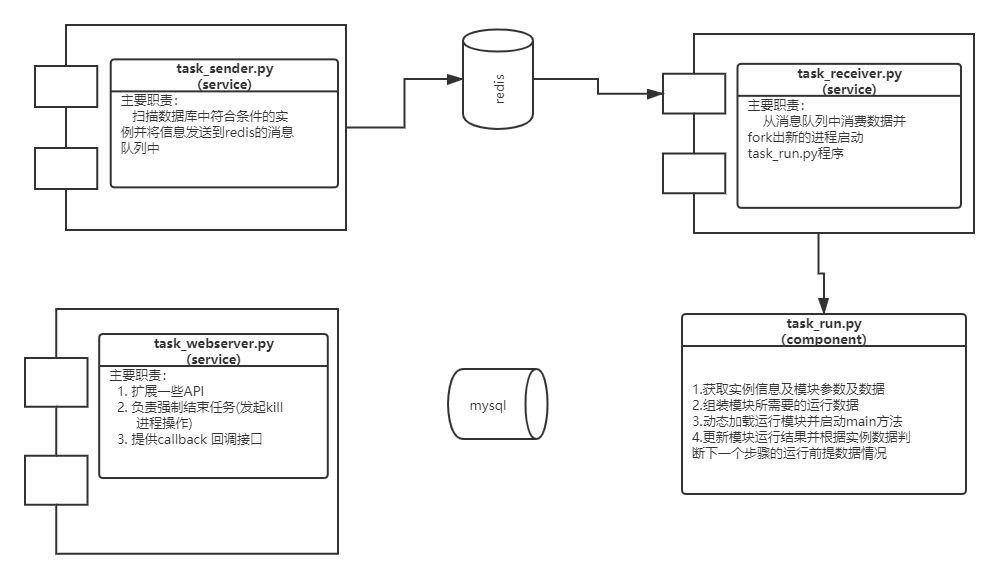 task_sender.py
(service)
主要职责：
扫描数据库中符合条件的实
例并将信息发送到redis的消息
队列中
redis
task_receiver.py
(service)
主要职责：
从消息队列中消费数据并
fork出新的进程启动
task_run.py程序
task_webserver.py
(service)
主要职责：
1. 扩展一些API
2. 负责强制结束任务(发起kill
进程操作)
3. 提供callback 回调接口
mysql
task_run.py
(component)
1.获取实例信息及模块参数及数据
2.组装模块所需要的运行数据
3.动态加载运行模块并启动main方法
4.更新模块运行结果并根据实例数据判
断下一个步骤的运行前提数据情况